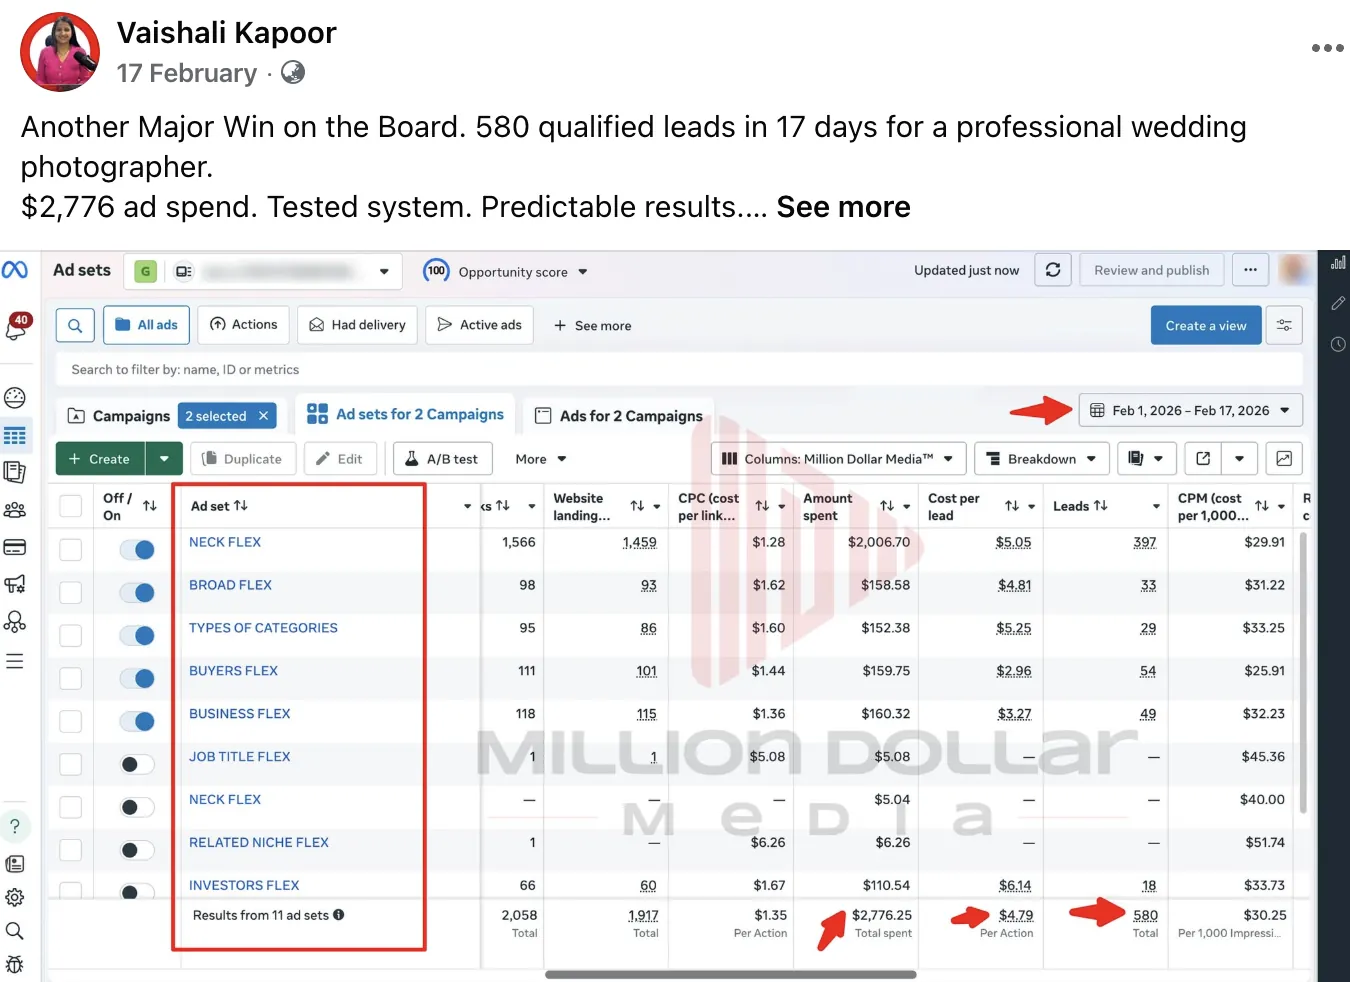 Vaishali Kapoor
17 February ·
Another Major Win on the Board. 580 qualified leads in 17 days for a professional wedding
photographer.
$2,776 ad spend. Tested system. Predictable results.... See more
Ad sets G 100 Opportunity score Updated just now Review and publish
40
All ads Actions Had delivery Active ads + See more Create a view
Search to filter by: name, ID or metrics
Campaigns 2 selected Ad sets for 2 Campaigns Ads for 2 Campaigns Feb 1, 2026 – Feb 17, 2026
+ Create Duplicate Edit A/B test More Columns: Million Dollar Media™ Breakdown
Off / On Ad set ks Website landing... CPC (cost per link... Amount spent Cost per lead Leads CPM (cost per 1,000... R c
NECK FLEX 1,566 1,459 $1.28 $2,006.70 $5.05 397 $29.91
BROAD FLEX 98 93 $1.62 $158.58 $4.81 33 $31.22
TYPES OF CATEGORIES 95 86 $1.60 $152.38 $5.25 29 $33.25
BUYERS FLEX 111 101 $1.44 $159.75 $2.96 54 $25.91
BUSINESS FLEX 118 115 $1.36 $160.32 $3.27 49 $32.23
JOB TITLE FLEX 1 1 $5.08 $5.08 — — $45.36
NECK FLEX — — — $5.04 — — $40.00
RELATED NICHE FLEX 1 — $6.26 $6.26 — — $51.74
INVESTORS FLEX 66 60 $1.67 $110.54 $6.14 18 $33.73
Results from 11 ad sets 2,058 1,917 $1.35 $2,776.25 $4.79 580 $30.25
Total Total Per Action Total spent Per Action Total Per 1,000 Impressi...
MILLION DOLLAR
MEDIA